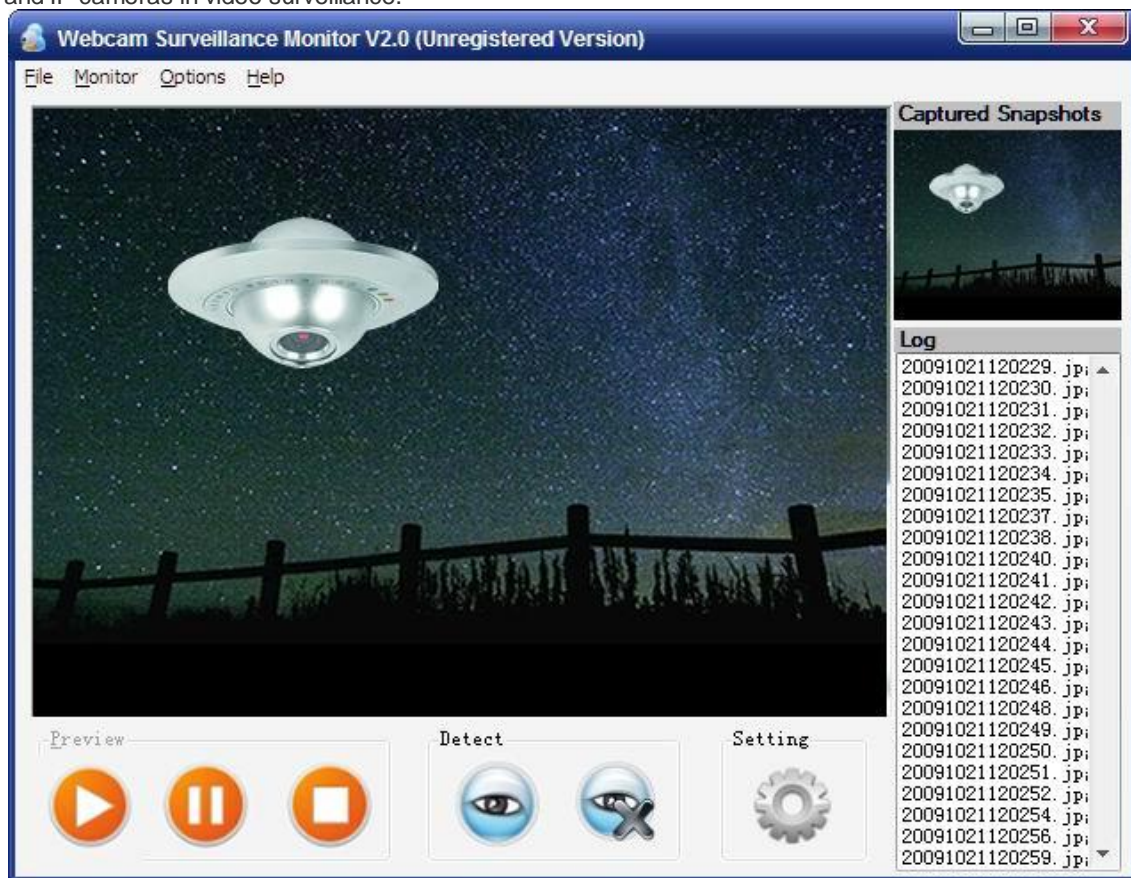 and IP cameras in video surveillance.
Webcam Surveillance Monitor V2.0 (Unregistered Version)
File Monitor Options Help
Captured Snapshots
Log
20091021120229. jp
20091021120230. jp
20091021120231. jp
20091021120232. jp
20091021120233. jp
20091021120234. jp
20091021120235. jp
20091021120237. jp
20091021120238. jp
20091021120240. jp
20091021120241. jp
20091021120242. jp
20091021120243. jp
20091021120244. jp
20091021120245. jp
20091021120246. jp
20091021120248. jp
20091021120249. jp
20091021120250. jp
20091021120251. jp
20091021120252. jp
20091021120254. jp
20091021120256. jp
20091021120259. jp
Preview
Detect
Setting